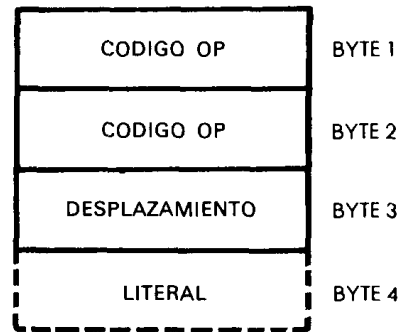 CODIGO OP BYTE 1
CODIGO OP BYTE 2
DESPLAZAMIENTO BYTE 3
LITERAL BYTE 4